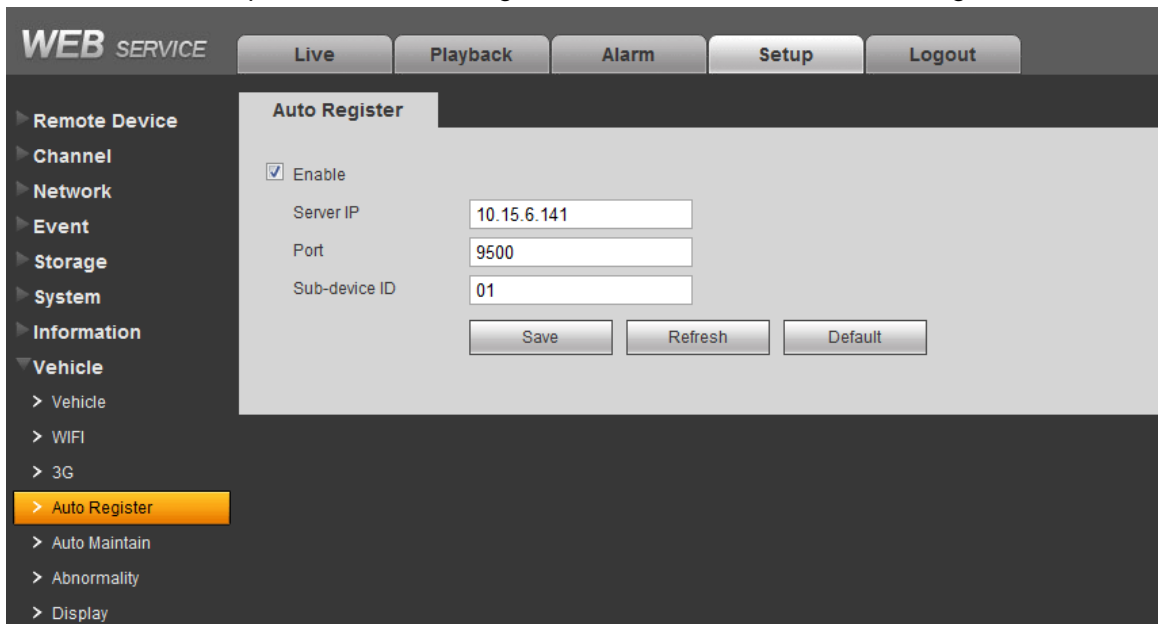 WEB SERVICE
Live Playback Alarm Setup Logout
Remote Device
Channel
Network
Event
Storage
System
Information
Vehicle
> Vehicle
> WIFI
> 3G
> Auto Register
> Auto Maintain
> Abnormality
> Display
Auto Register
Enable
Server IP 10.15.6.141
Port 9500
Sub-device ID 01
Save Refresh Default